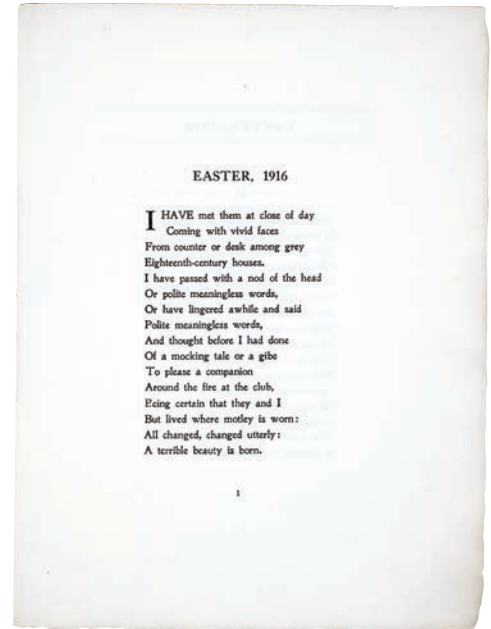 EASTER, 1916
I HAVE met them at close of day
Coming with vivid faces
From counter or desk among grey
Eighteenth-century houses.
I have passed with a nod of the head
Or polite meaningless words,
Or have lingered awhile and said
Polite meaningless words,
And thought before I had done
Of a mocking tale or a gibe
To please a companion
Around the fire at the club,
Being certain that they and I
But lived where motley is worn:
All changed, changed utterly:
A terrible beauty is born.
1